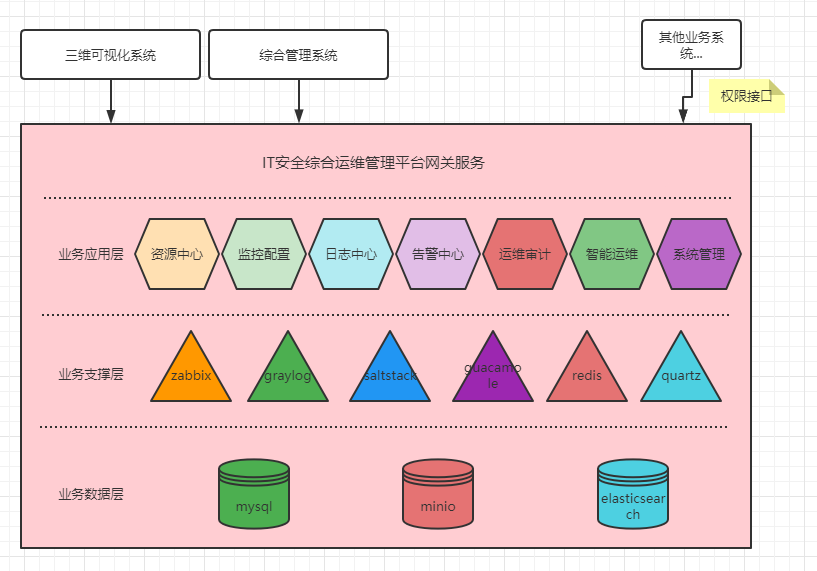 三维可视化系统
综合管理系统
其他业务系
统...
权限接口
IT安全综合运维管理平台网关服务
业务应用层
资源中心
监控配置
日志中心
告警中心
运维审计
智能运维
系统管理
业务支撑层
zabbix
graylog
saltstack
guacamo
le
redis
quartz
业务数据层
mysql
minio
elasticsear
ch